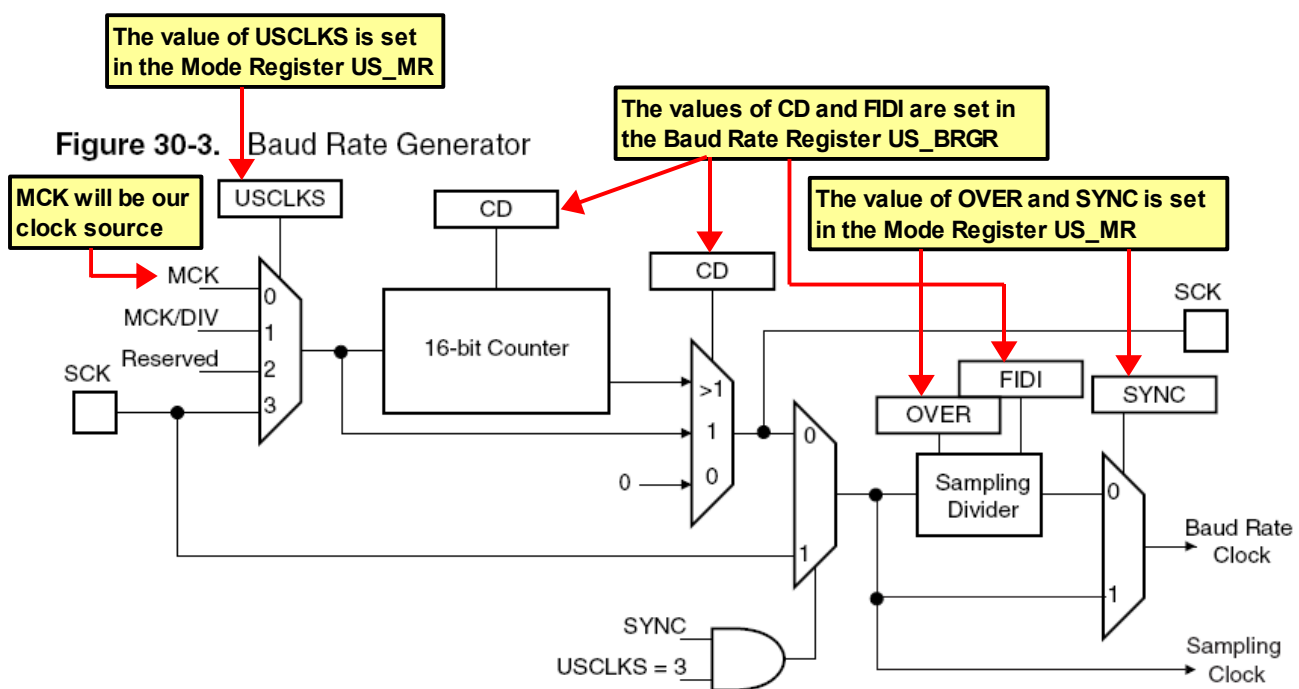 The value of USCLKS is set
in the Mode Register US_MR
The values of CD and FIDI are set in
the Baud Rate Register US_BRGR
Figure 30-3. Baud Rate Generator
MCK will be our
clock source
USCLKS
CD
The value of OVER and SYNC is set
in the Mode Register US_MR
CD
MCK
0
MCK/DIV
1
Reserved
2
SCK
3
16-bit Counter
>1
1
0
0
SCK
FIDI
OVER
SYNC
0
1
Sampling
Divider
0
1
Baud Rate
Clock
SYNC
USCLKS = 3
Sampling
Clock